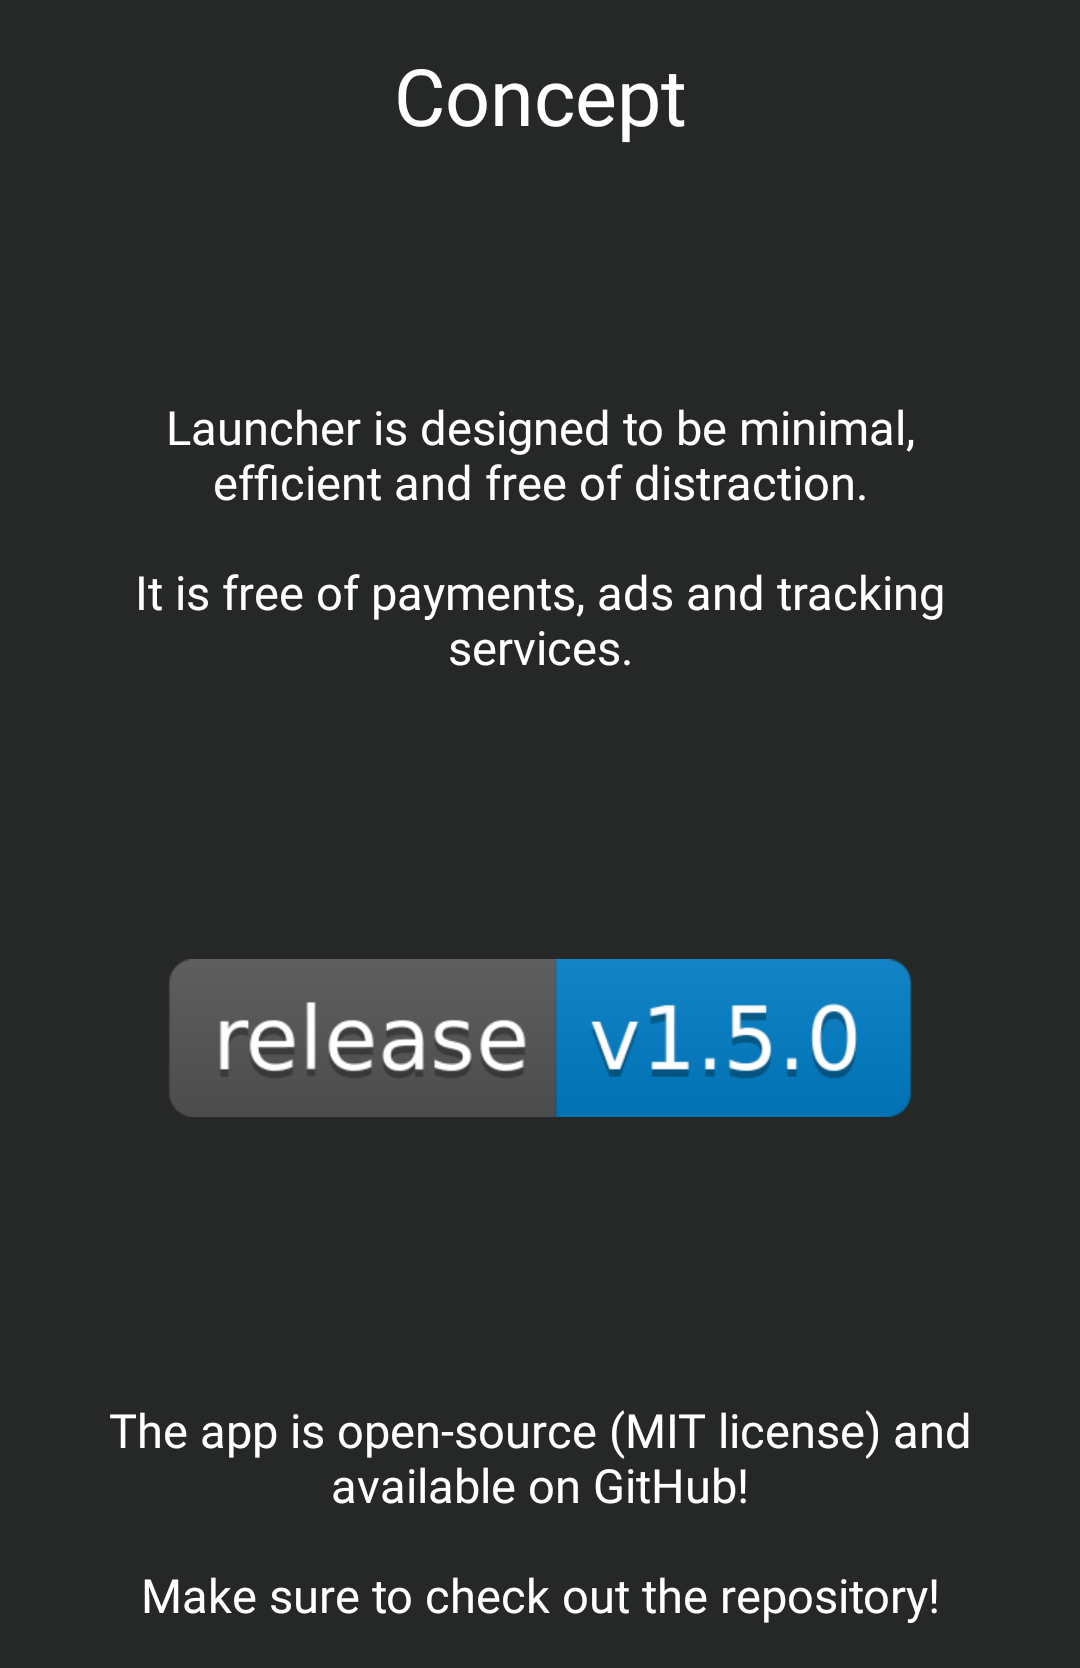 Concept
Launcher is designed to be minimal,
efficient and free of distraction.
It is free of payments, ads and tracking
services.
release v1.5.0
The app is open-source (MIT license) and
available on GitHub!
Make sure to check out the repository!